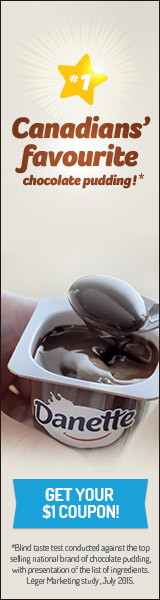 #1
Canadians'
favourite
chocolate pudding!*
Danette
GET YOUR
$1 COUPON!
*Blind taste test conducted against the top
selling national brand of chocolate pudding,
with presentation of the list of ingredients.
Léger Marketing study, July 2015.